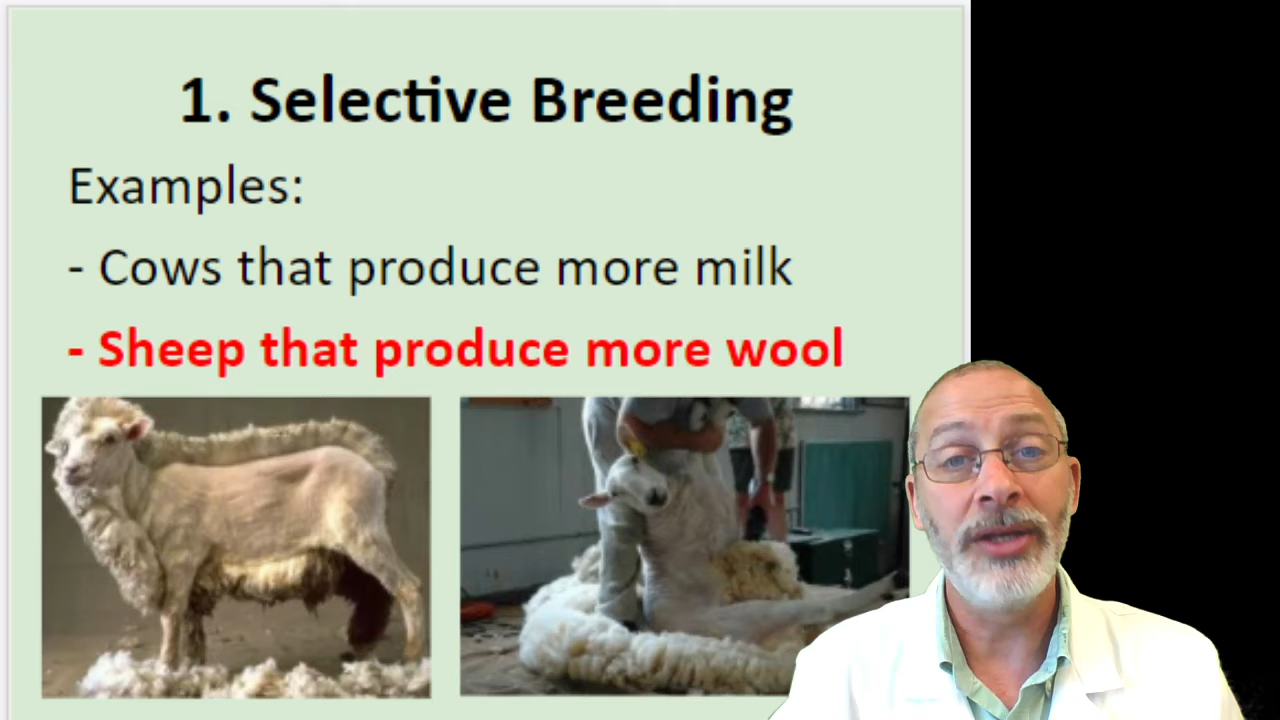 1. Selective Breeding
Examples:
- Cows that produce more milk
- Sheep that produce more wool